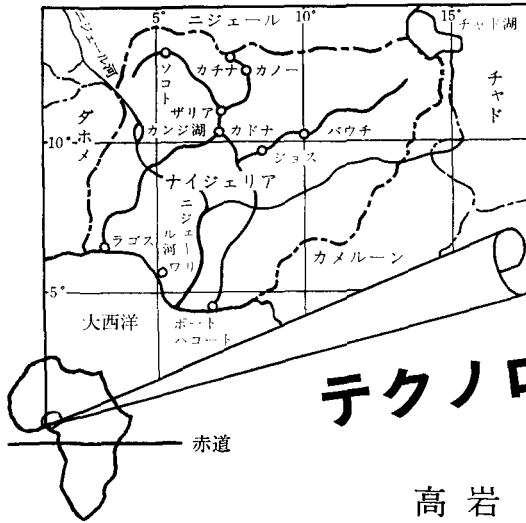 ニジェール
5°
10°
15°
チャド湖
ニジェール河
ソコト
カチナ
カノー
チャド
ダホメ
ザリア
カンジ湖
カドナ
バウチ
10°
ジョス
ナイジェリア
ニジェール河
ラゴス
ワリ
カメルーン
5°
大西洋
ポート
ハコート
テクノロ
赤道
高岩